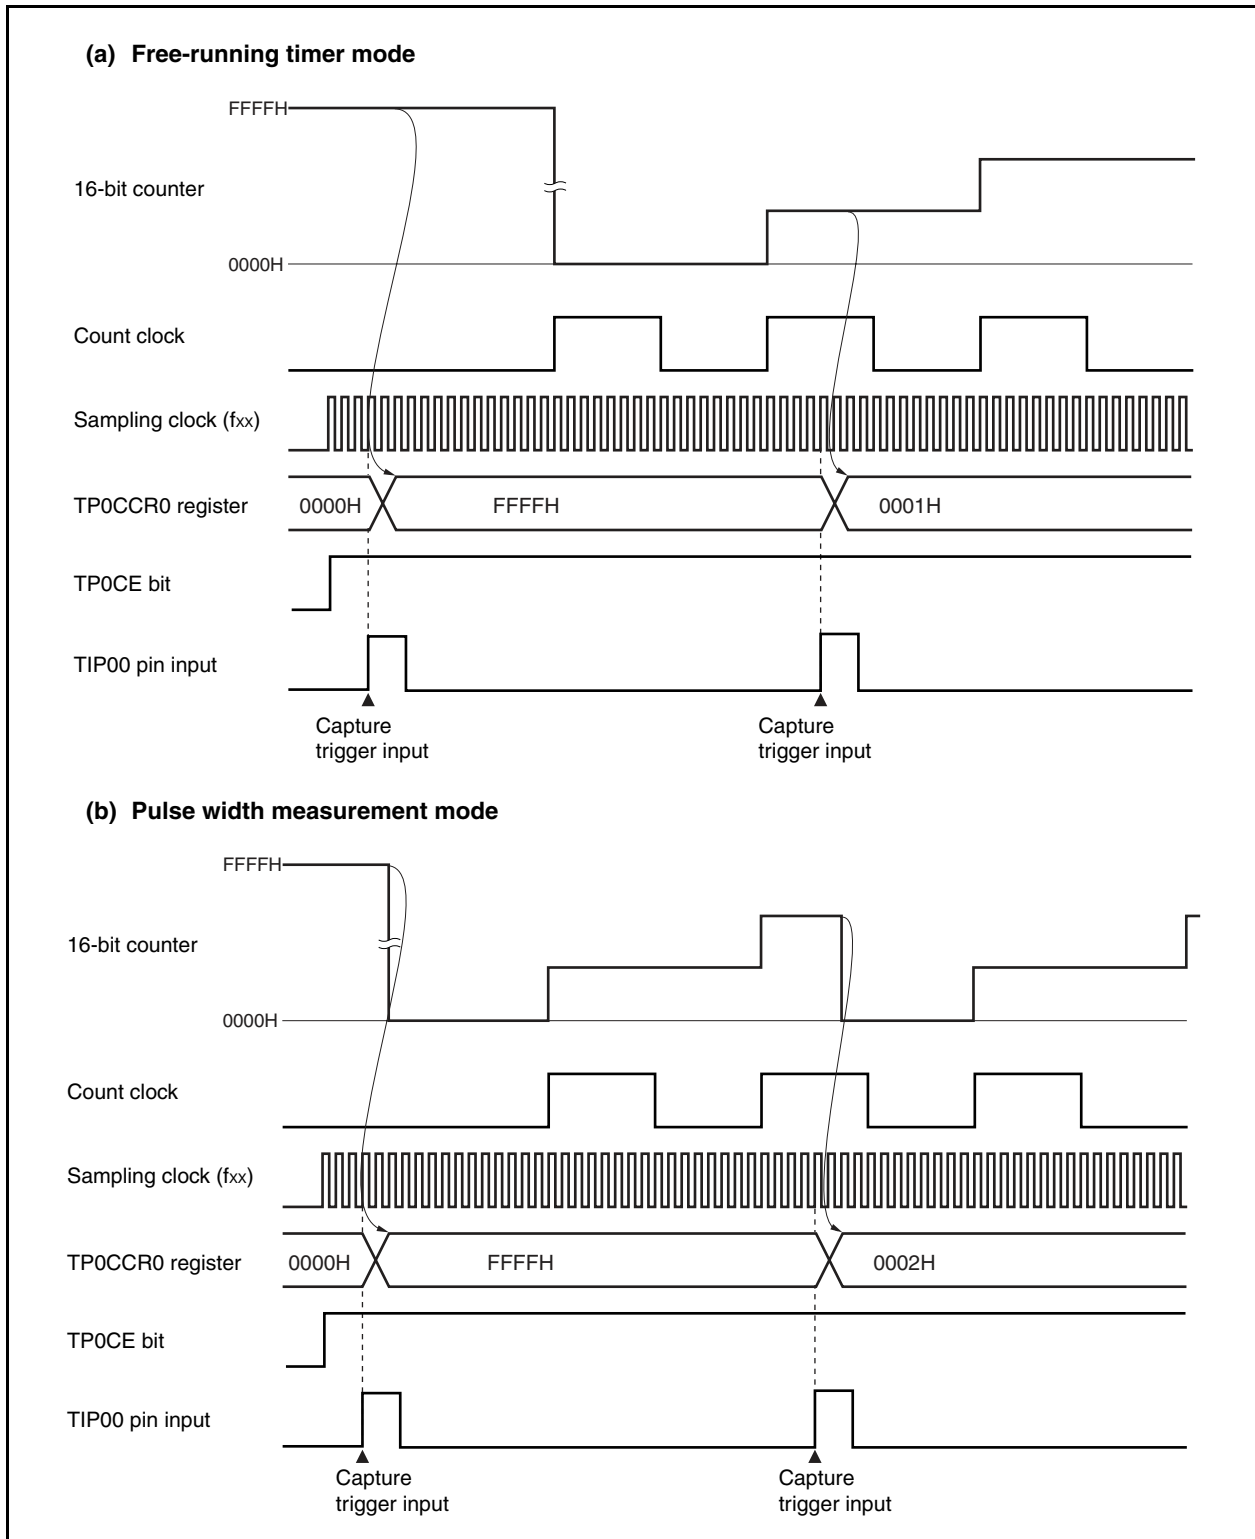 (a) Free-running timer mode
FFFFH
16-bit counter
0000H
Count clock
Sampling clock (fxx)
TP0CCR0 register
0000H
FFFFH
0001H
TP0CE bit
TIP00 pin input
Capture
trigger input
Capture
trigger input
(b) Pulse width measurement mode
FFFFH
16-bit counter
0000H
Count clock
Sampling clock (fxx)
TP0CCR0 register
0000H
FFFFH
0002H
TP0CE bit
TIP00 pin input
Capture
trigger input
Capture
trigger input